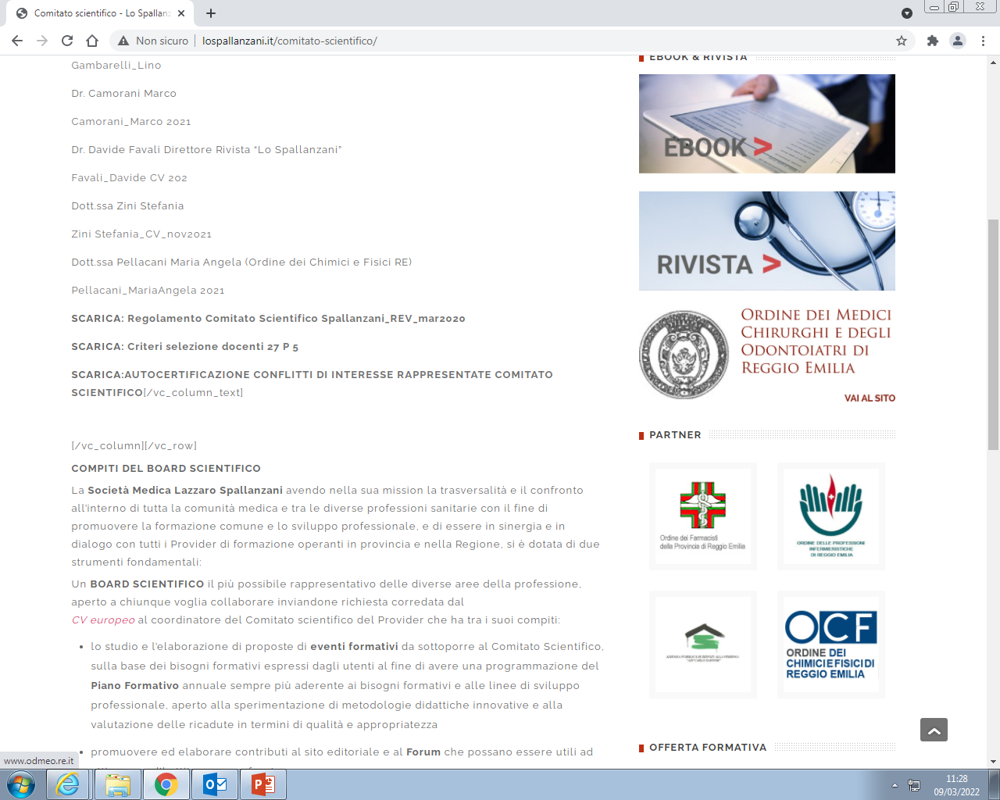 Comitato scientifico - Lo Spallanz
Non sicuro
lospallanzani.it/comitato-scientifico/
Gambarelli_Lino
Dr. Camorani Marco
Camorani_Marco 2021
Dr. Davide Favali Direttore Rivista “Lo Spallanzani”
Favali_Davide CV 202
Dott.ssa Zini Stefania
Zini Stefania_CV_nov2021
Dott.ssa Pellacani Maria Angela (Ordine dei Chimici e Fisici RE)
Pellacani_MariaAngela 2021
SCARICA: Regolamento Comitato Scientifico Spallanzani_REV_mar2020
SCARICA: Criteri selezione docenti 27 P 5
SCARICA:AUTOCERTIFICAZIONE CONFLITTI DI INTERESSE RAPPRESENTATE COMITATO
SCIENTIFICO[/vc_column_text]
[/vc_column][/vc_row]
COMPITI DEL BOARD SCIENTIFICO
La Società Medica Lazzaro Spallanzani avendo nella sua mission la trasversalità e il confronto
all'interno di tutta la comunità medica e tra le diverse professioni sanitarie con il fine di
promuovere la formazione comune e lo sviluppo professionale, e di essere in sinergia e in
dialogo con tutti i Provider di formazione operanti in provincia e nella Regione, si è dotata di due
strumenti fondamentali:
Un BOARD SCIENTIFICO il più possibile rappresentativo delle diverse aree della professione,
aperto a chiunque voglia collaborare inviandone richiesta corredata dal
CV europeo al coordinatore del Comitato scientifico del Provider che ha tra i suoi compiti:
• lo studio e l'elaborazione di proposte di eventi formativi da sottoporre al Comitato Scientifico,
sulla base dei bisogni formativi espressi dagli utenti al fine di avere una programmazione del
Piano Formativo annuale sempre più aderente ai bisogni formativi e alle linee di sviluppo
professionale, aperto alla sperimentazione di metodologie didattiche innovative e alla
valutazione delle ricadute in termini di qualità e appropriatezza
• promuovere ed elaborare contributi al sito editoriale e al Forum che possano essere utili ad
EBOOK & RIVISTA
EBOOK >
RIVISTA >
ORDINE DEI MEDICI
CHIRURGHI E DEGLI
ODONTOIATRI DI
REGGIO EMILIA
VAI AL SITO
PARTNER
Ordine dei Farmacisti
della Provincia di Reggio Emilia
ORDINE DELLE PROFESSIONI
INFERMIERISTICHE
DI REGGIO EMILIA
OCF
ORDINE DEI
CHIMICI E FISICI DI
REGGIO EMILIA
OFFERTA FORMATIVA
www.odmeo.re.it
11:28
09/03/2022